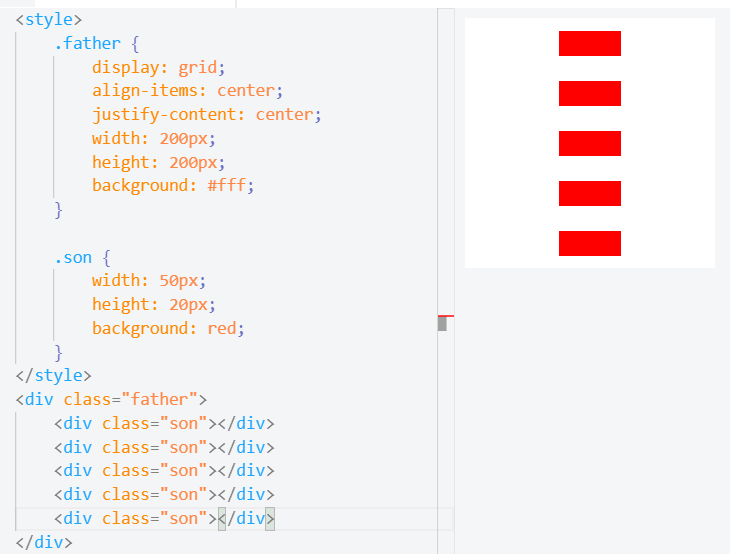 <style>
.father {
display: grid;
align-items: center;
justify-content: center;
width: 200px;
height: 200px;
background: #fff;
}
.son {
width: 50px;
height: 20px;
background: red;
}
</style>
<div class="father">
<div class="son"></div>
<div class="son"></div>
<div class="son"></div>
<div class="son"></div>
<div class="son"></div>
</div>